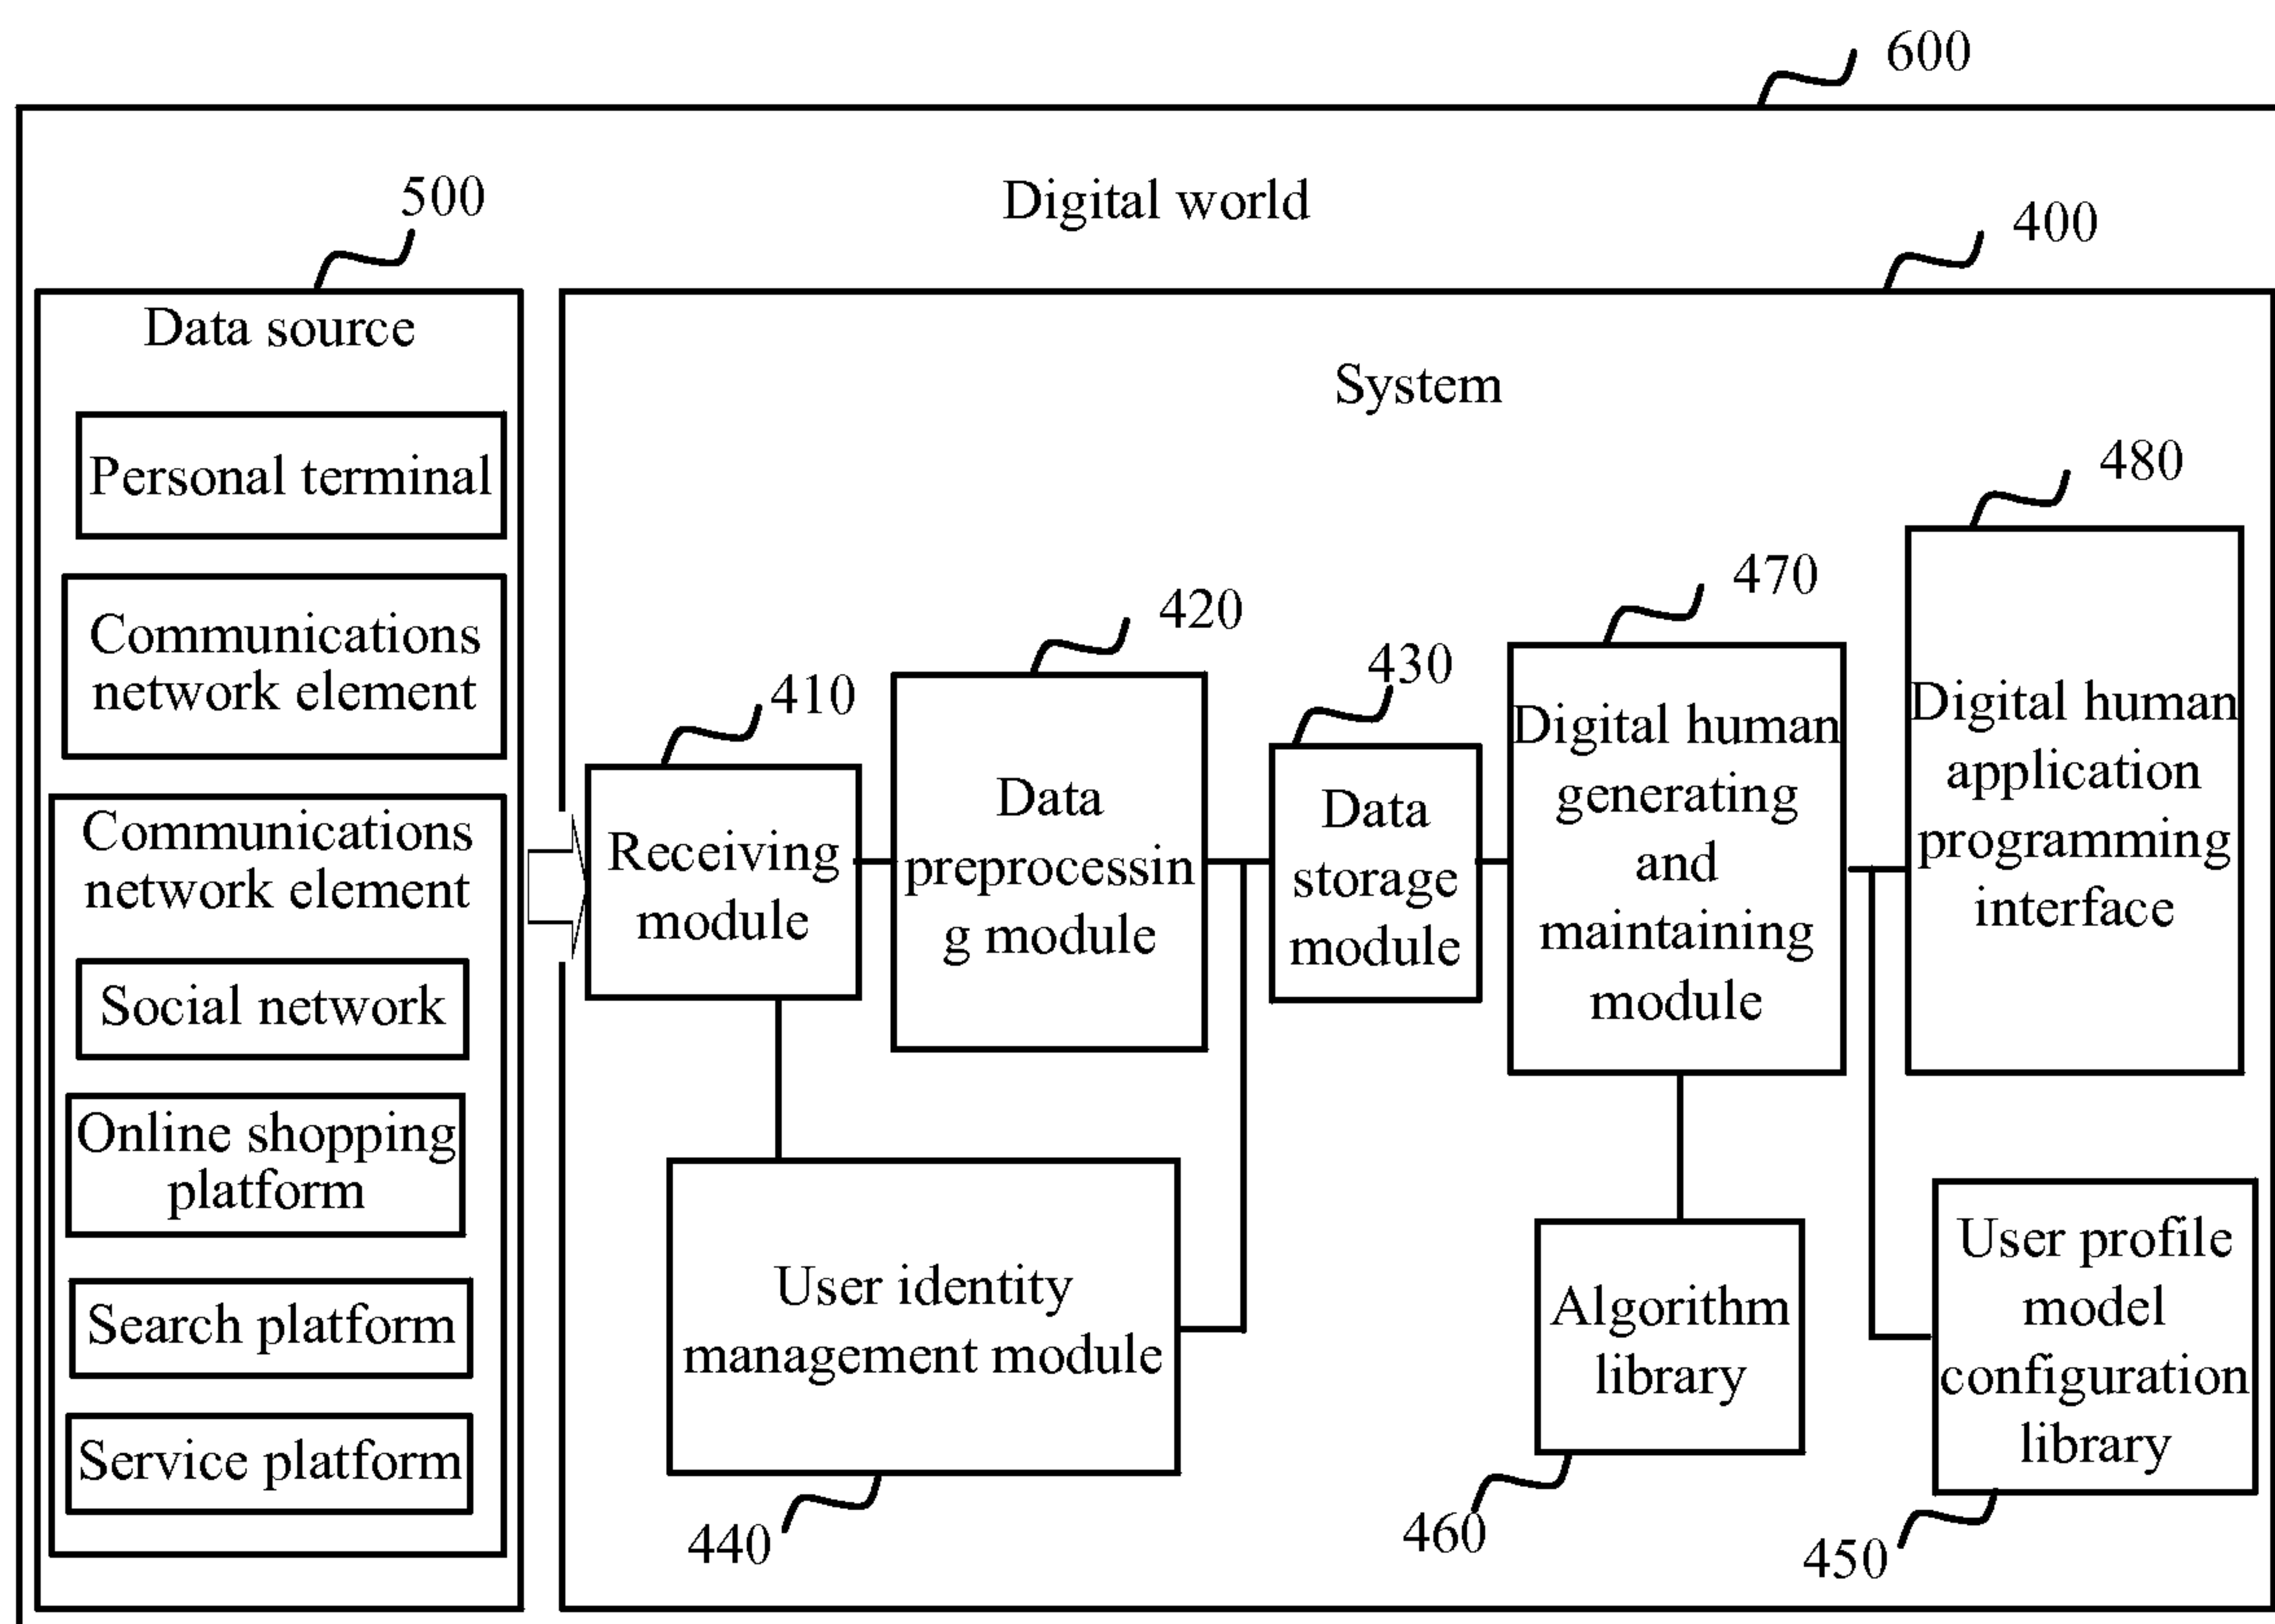 600
Digital world
500
400
Data source
System
Personal terminal
Communications
network element
Communications
network element
Social network
Online shopping
platform
Search platform
Service platform
410
Receiving
module
420
Data
preprocessin
g module
430
Data
storage
module
470
Digital human
generating
and
maintaining
module
480
Digital human
application
programming
interface
User identity
management module
440
Algorithm
library
460
User profile
model
configuration
library
450